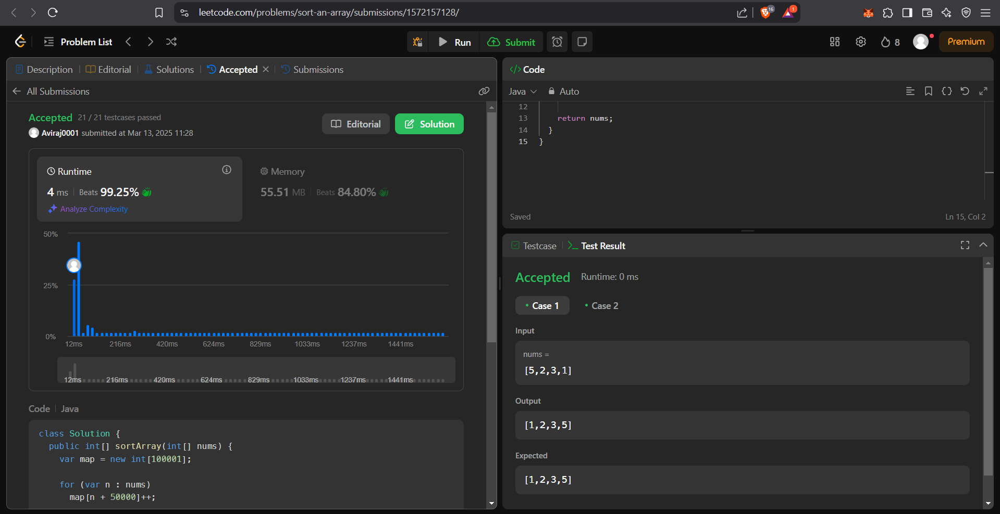 leetcode.com/problems/sort-an-array/submissions/1572157128/
16
1
Problem List
Run
Submit
8
Premium
Description
Editorial
Solutions
Accepted
Submissions
All Submissions
Accepted 21 / 21 testcases passed
Aviraj0001 submitted at Mar 13, 2025 11:28
Editorial
Solution
Runtime
4 ms
Beats 99.25%
Analyze Complexity
Memory
55.51 MB
Beats 84.80%
50%
25%
0%
12ms 216ms 420ms 624ms 829ms 1033ms 1237ms 1441ms
12ms 216ms 420ms 624ms 829ms 1033ms 1237ms 1441ms
Code Java
class Solution {
public int[] sortArray(int[] nums) {
var map = new int[100001];
for (var n : nums)
map[n + 50000]++;
</> Code
Java
Auto
12
13 return nums;
14 }
15 }
Saved
Ln 15, Col 2
Testcase
Test Result
Accepted Runtime: 0 ms
Case 1
Case 2
Input
nums =
[5,2,3,1]
Output
[1,2,3,5]
Expected
[1,2,3,5]